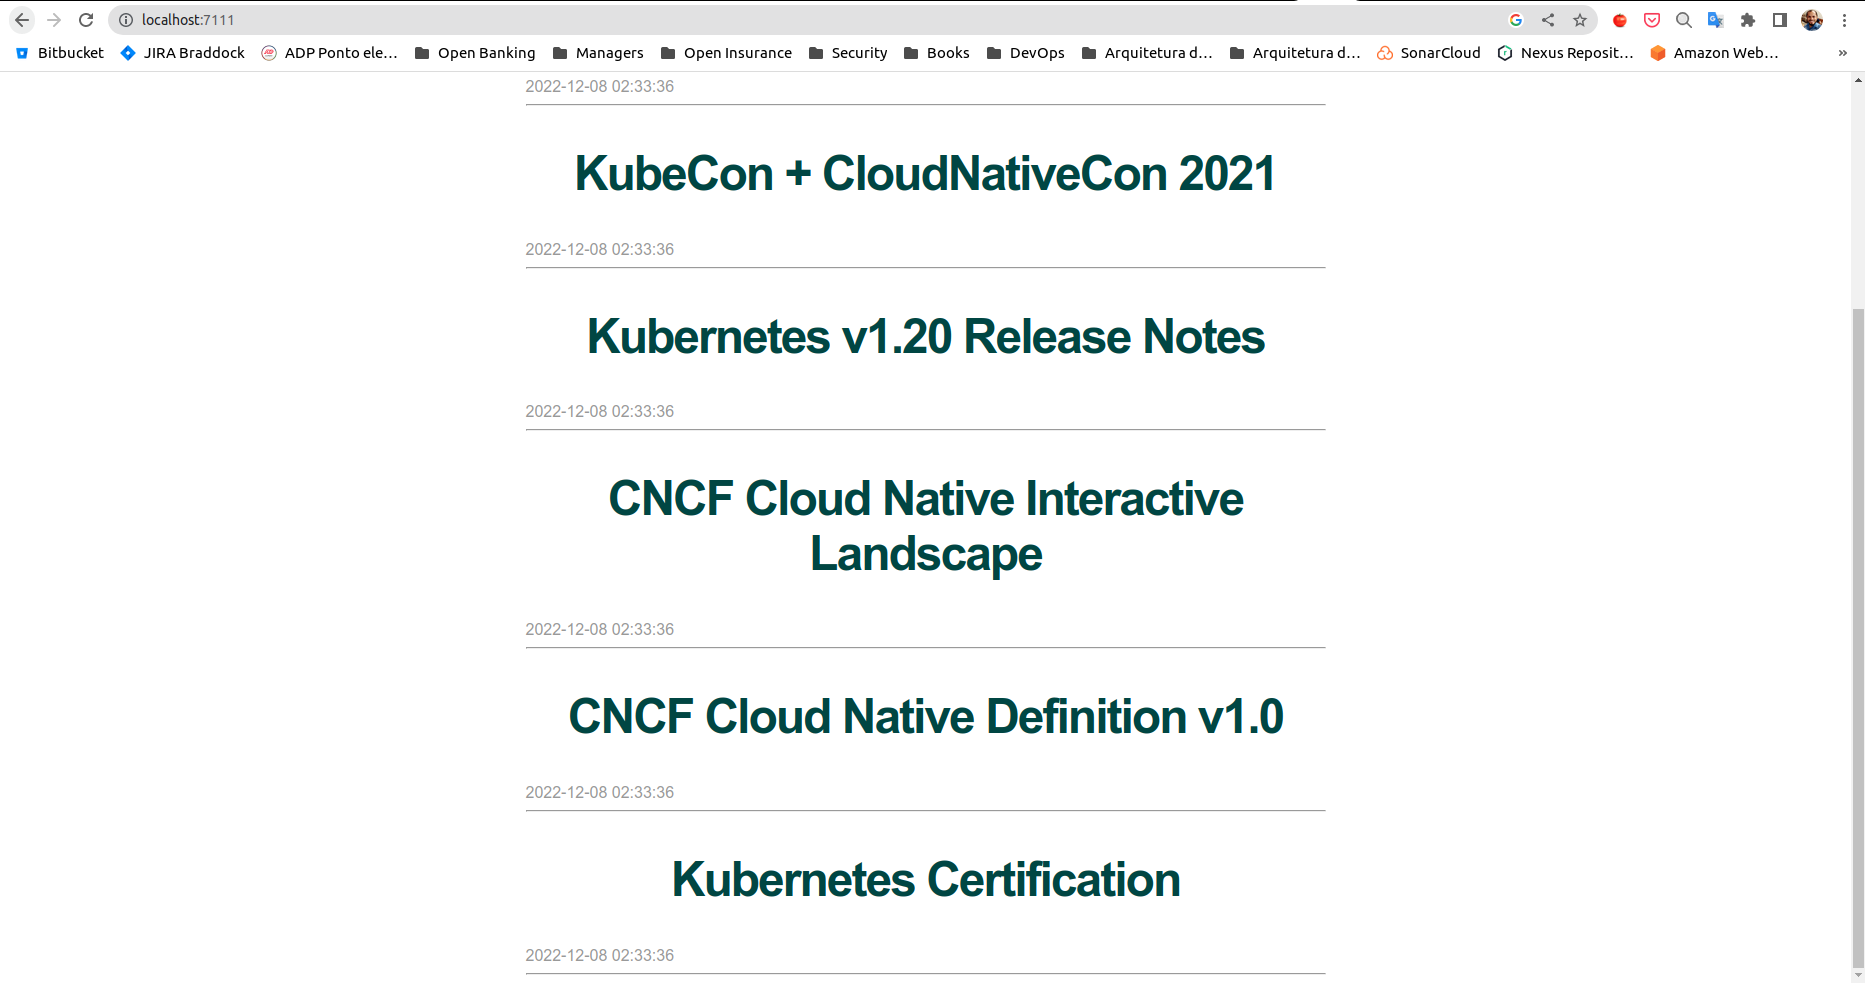 localhost:7111
Bitbucket JIRA Braddock ADP Ponto ele... Open Banking Managers Open Insurance Security Books DevOps Arquitetura d... Arquitetura d... SonarCloud Nexus Reposit... Amazon Web... »
2022-12-08 02:33:36
KubeCon + CloudNativeCon 2021
2022-12-08 02:33:36
Kubernetes v1.20 Release Notes
2022-12-08 02:33:36
CNCF Cloud Native Interactive
Landscape
2022-12-08 02:33:36
CNCF Cloud Native Definition v1.0
2022-12-08 02:33:36
Kubernetes Certification
2022-12-08 02:33:36